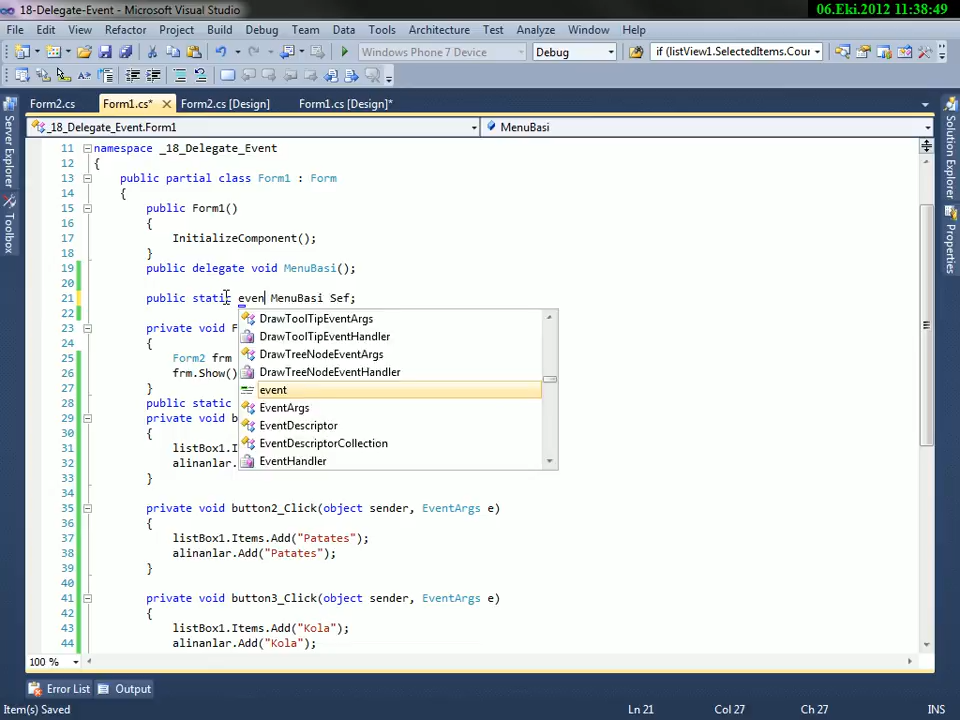 18-Delegate-Event - Microsoft Visual Studio
06.Eki.2012 11:38:49
File Edit View Refactor Project Build Debug Team Data Tools Architecture Test Analyze Window Help
Windows Phone 7 Device Debug if (listView1.SelectedItems.Cour
Form2.cs Form1.cs* Form2.cs [Design] Form1.cs [Design]*
_18_Delegate_Event.Form1 MenuBasi
Server Explorer
Toolbox
Solution Explorer
Properties
11 namespace _18_Delegate_Event
12 {
13 public partial class Form1 : Form
14 {
15 public Form1()
16 {
17 InitializeComponent();
18 }
19 public delegate void MenuBasi();
20
21 public static even MenuBasi Sef;
22
23 private void F
24 {
25 Form2 frm
26 frm.Show()
27 }
28 public static
29 private void b
30 {
31 listBox1.I
32 alinanlar.
33 }
34
35 private void button2_Click(object sender, EventArgs e)
36 {
37 listBox1.Items.Add("Patates");
38 alinanlar.Add("Patates");
39 }
40
41 private void button3_Click(object sender, EventArgs e)
42 {
43 listBox1.Items.Add("Kola");
44 alinanlar.Add("Kola");
DrawToolTipEventArgs
DrawToolTipEventHandler
DrawTreeNodeEventArgs
DrawTreeNodeEventHandler
event
EventArgs
EventDescriptor
EventDescriptorCollection
EventHandler
100 %
Error List Output
Item(s) Saved Ln 21 Col 27 Ch 27 INS